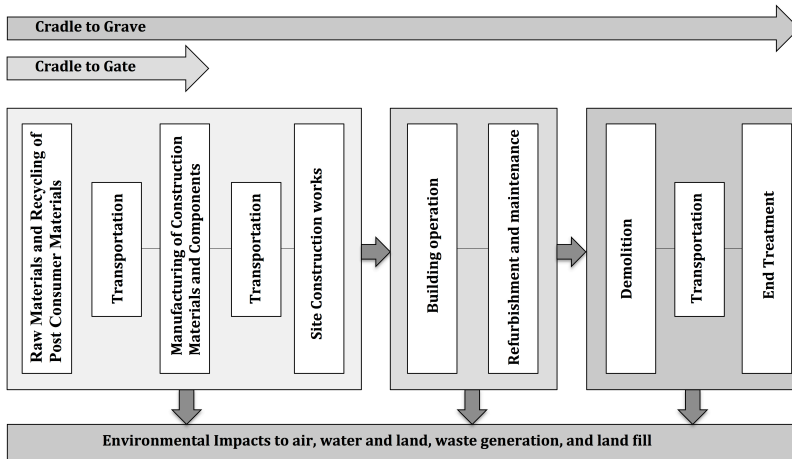 Cradle to Grave
Cradle to Gate
Raw Materials and Recycling of
Post Consumer Materials
Transportation
Manufacturing of Construction
Materials and Components
Transportation
Site Construction works
Building operation
Refurbishment and maintenance
Demolition
Transportation
End Treatment
Environmental Impacts to air, water and land, waste generation, and land fill